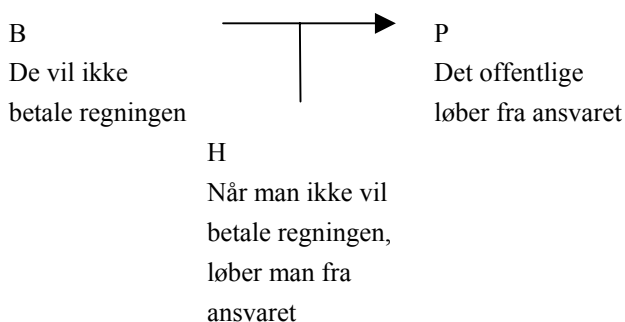 B
De vil ikke
betale regningen
P
Det offentlige
løber fra ansvaret
H
Når man ikke vil
betale regningen,
løber man fra
ansvaret